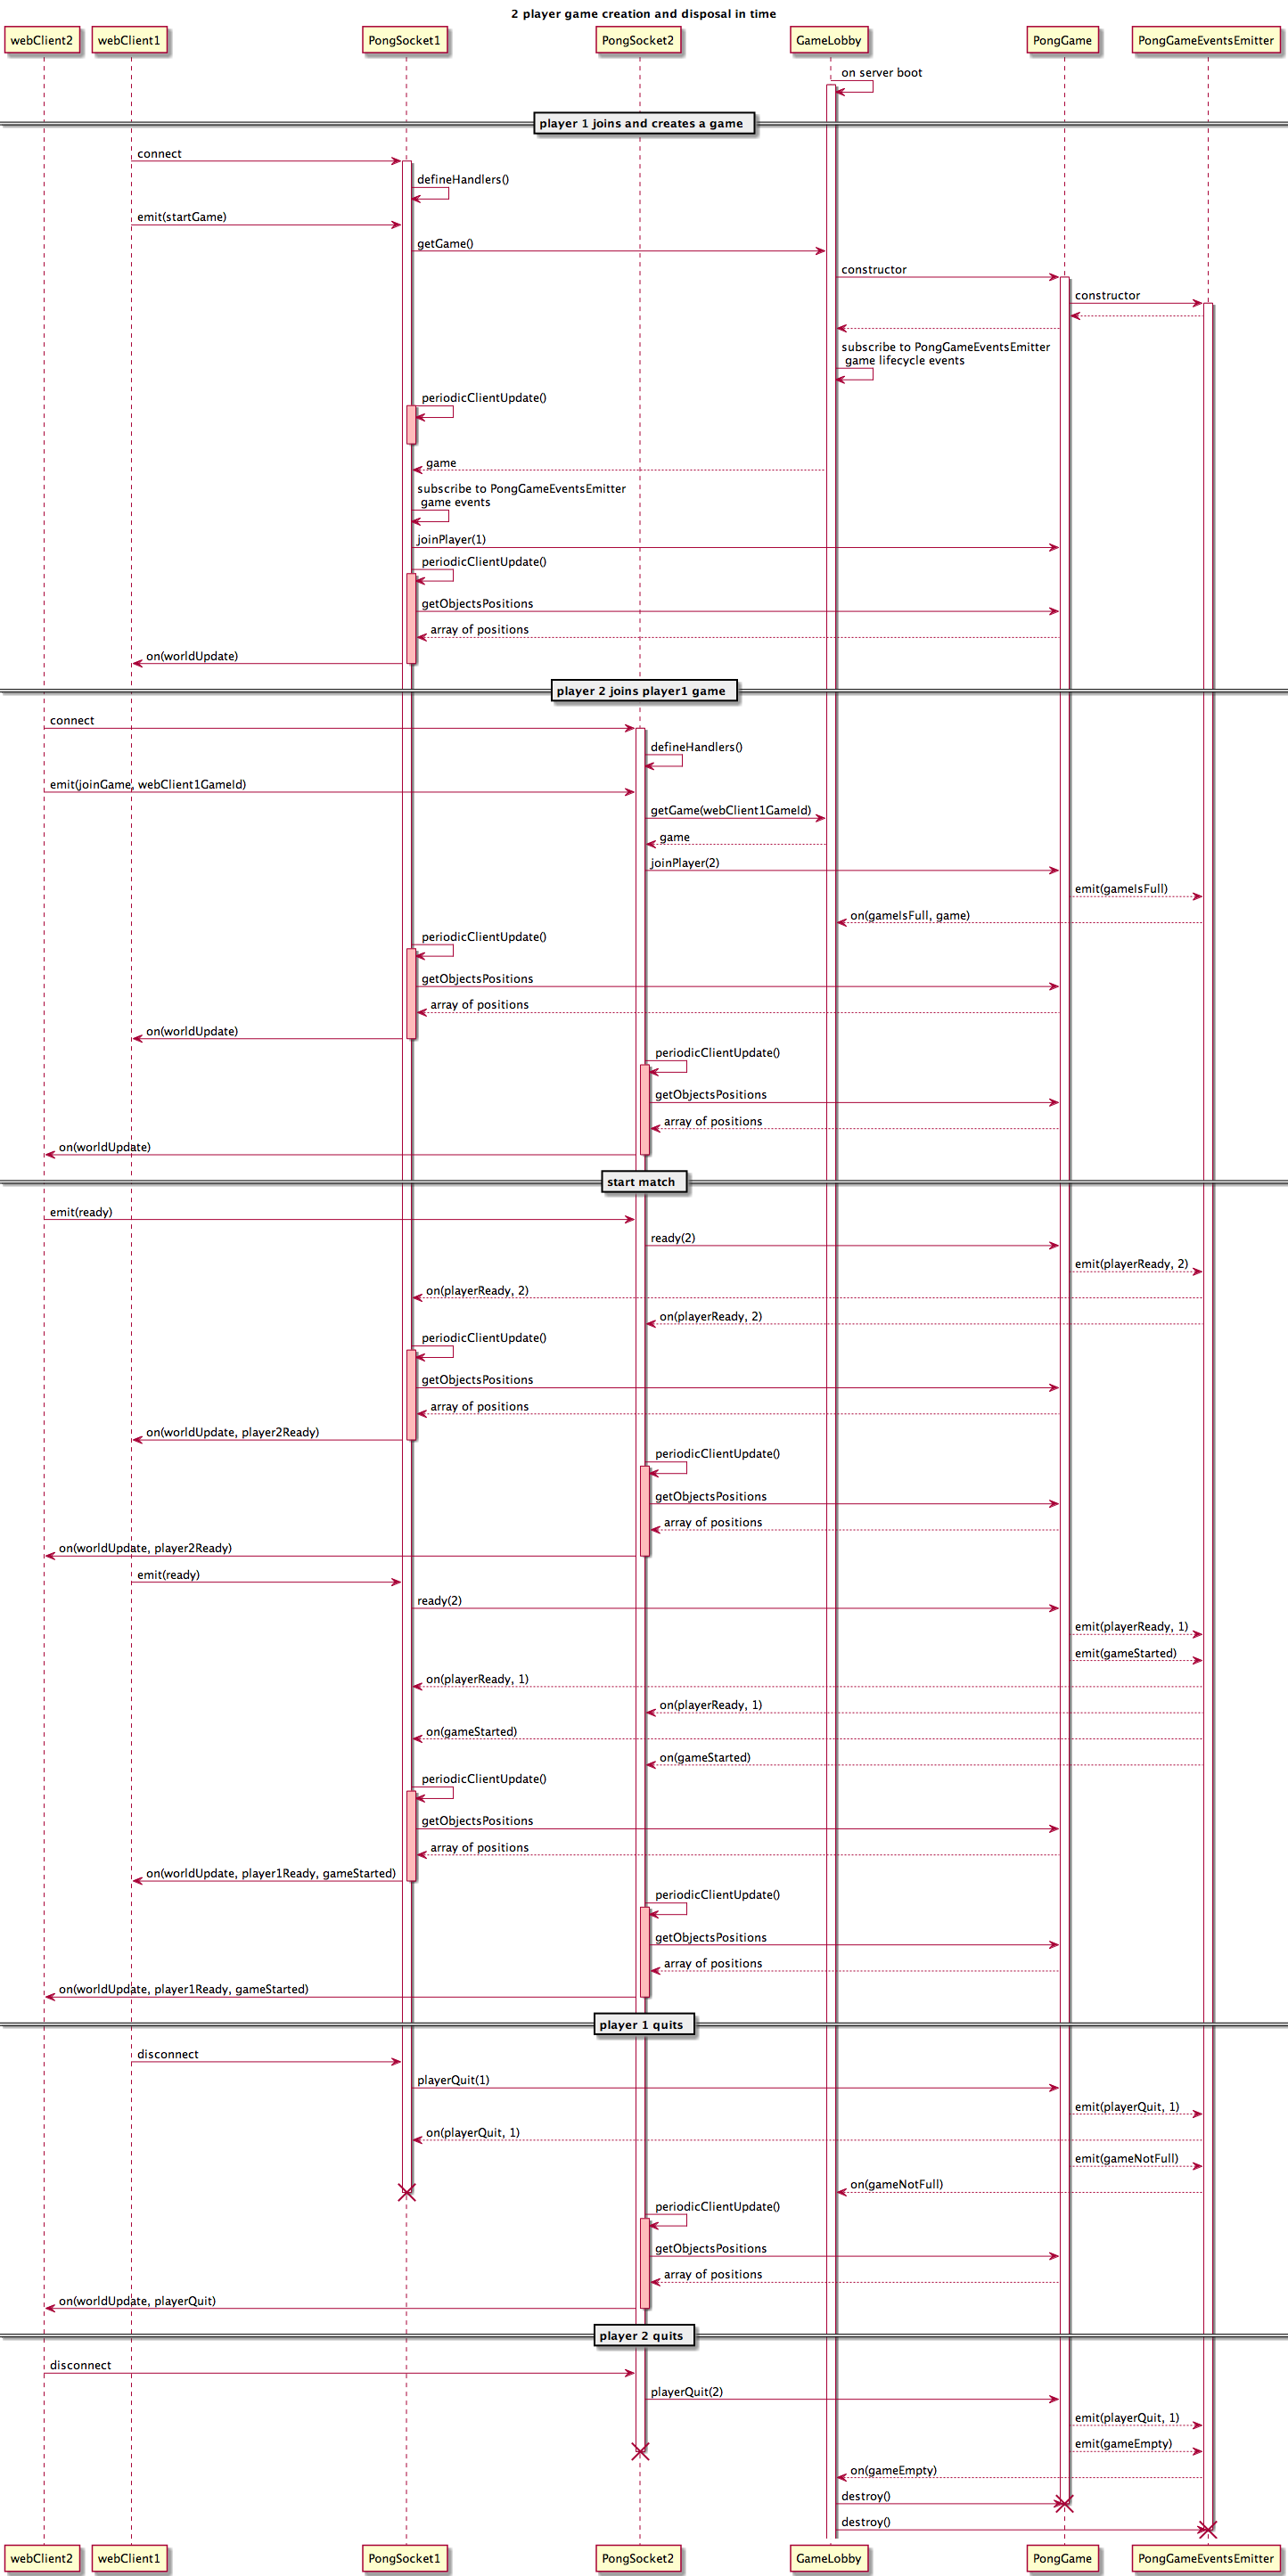 2 player game creation and disposal in time
webClient2 webClient1 PongSocket1 PongSocket2 GameLobby PongGame PongGameEventsEmitter
on server boot
player 1 joins and creates a game
connect
defineHandlers()
emit(startGame)
getGame()
constructor
constructor
subscribe to PongGameEventsEmitter
game lifecycle events
periodicClientUpdate()
game
subscribe to PongGameEventsEmitter
game events
joinPlayer(1)
periodicClientUpdate()
getObjectsPositions
array of positions
on(worldUpdate)
player 2 joins player1 game
connect
defineHandlers()
emit(joinGame, webClient1GameId)
getGame(webClient1GameId)
game
joinPlayer(2)
emit(gameIsFull)
on(gameIsFull, game)
periodicClientUpdate()
getObjectsPositions
array of positions
on(worldUpdate)
periodicClientUpdate()
getObjectsPositions
array of positions
on(worldUpdate)
start match
emit(ready)
ready(2)
emit(playerReady, 2)
on(playerReady, 2)
on(playerReady, 2)
periodicClientUpdate()
getObjectsPositions
array of positions
on(worldUpdate, player2Ready)
periodicClientUpdate()
getObjectsPositions
array of positions
on(worldUpdate, player2Ready)
emit(ready)
ready(2)
emit(playerReady, 1)
emit(gameStarted)
on(playerReady, 1)
on(playerReady, 1)
on(gameStarted)
on(gameStarted)
periodicClientUpdate()
getObjectsPositions
array of positions
on(worldUpdate, player1Ready, gameStarted)
periodicClientUpdate()
getObjectsPositions
array of positions
on(worldUpdate, player1Ready, gameStarted)
player 1 quits
disconnect
playerQuit(1)
emit(playerQuit, 1)
on(playerQuit, 1)
emit(gameNotFull)
on(gameNotFull)
periodicClientUpdate()
getObjectsPositions
array of positions
on(worldUpdate, playerQuit)
player 2 quits
disconnect
playerQuit(2)
emit(playerQuit, 1)
emit(gameEmpty)
on(gameEmpty)
destroy()
destroy()
webClient2 webClient1 PongSocket1 PongSocket2 GameLobby PongGame PongGameEventsEmitter